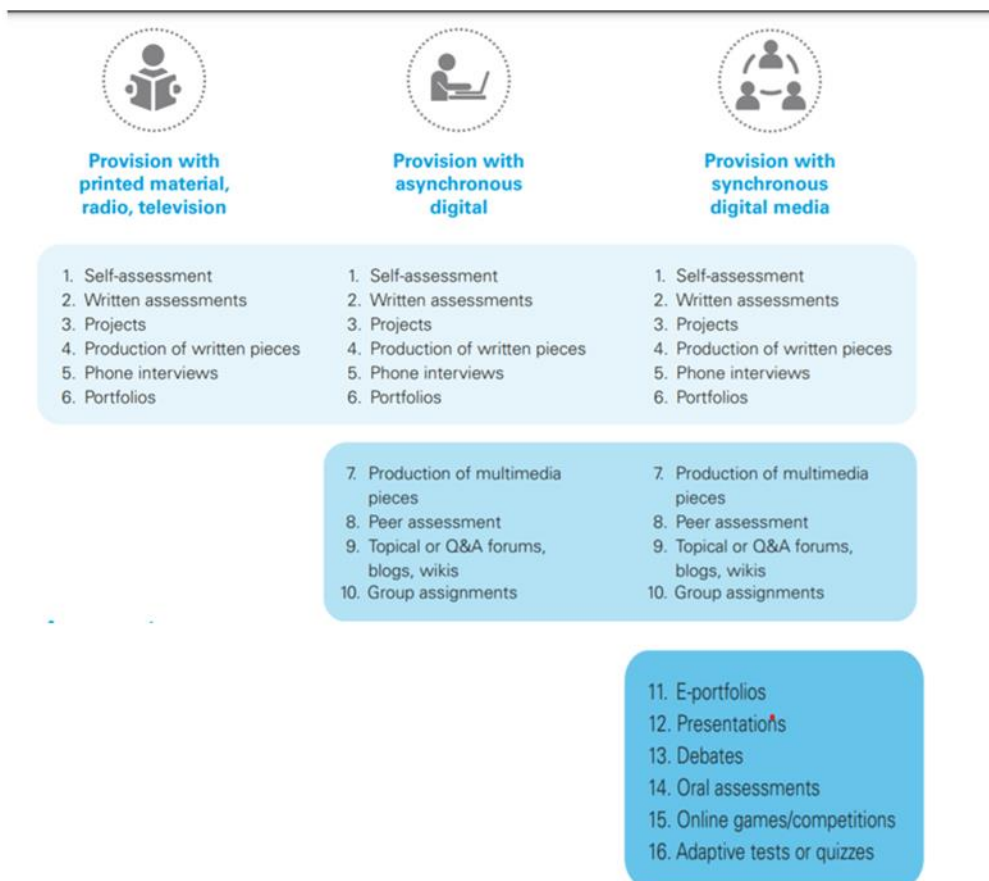 Provision with
printed material,
radio, television
Provision with
asynchronous
digital
Provision with
synchronous
digital media
1. Self-assessment
2. Written assessments
3. Projects
4. Production of written pieces
5. Phone interviews
6. Portfolios
1. Self-assessment
2. Written assessments
3. Projects
4. Production of written pieces
5. Phone interviews
6. Portfolios
1. Self-assessment
2. Written assessments
3. Projects
4. Production of written pieces
5. Phone interviews
6. Portfolios
7. Production of multimedia
pieces
8. Peer assessment
9. Topical or Q&A forums,
blogs, wikis
10. Group assignments
7. Production of multimedia
pieces
8. Peer assessment
9. Topical or Q&A forums,
blogs, wikis
10. Group assignments
11. E-portfolios
12. Presentations
13. Debates
14. Oral assessments
15. Online games/competitions
16. Adaptive tests or quizzes